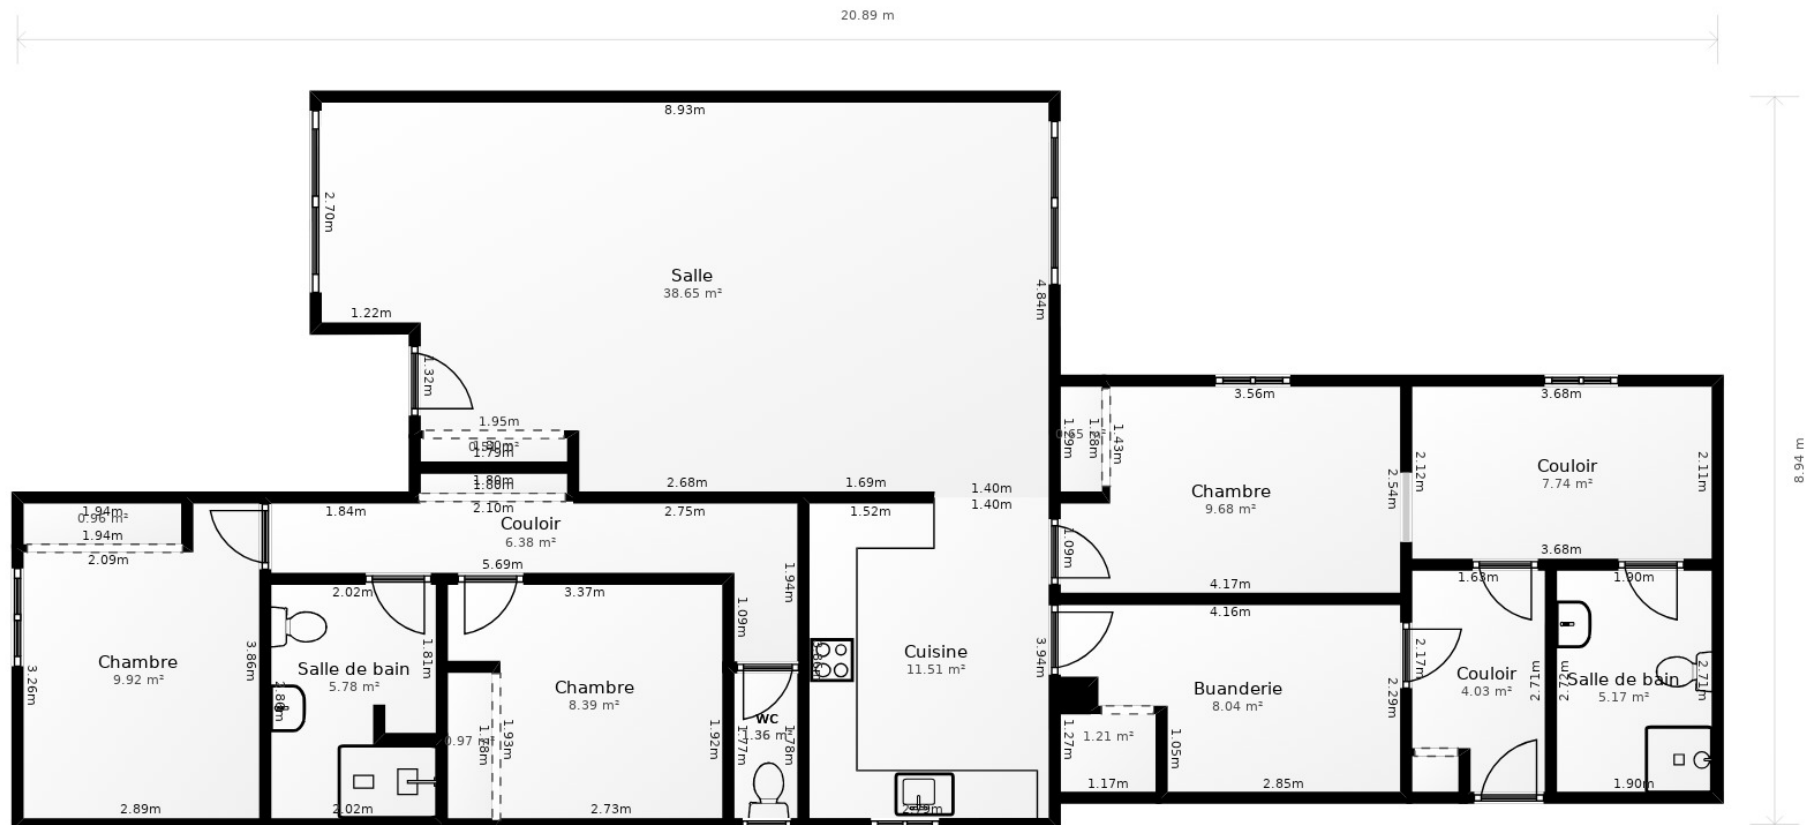 20.89 m
8.94 m
8.93m
2.70m
Salle
38.65 m²
4.84m
1.22m
1.32m
1.95m
1.79m
1.80m
2.68m
1.69m
1.40m
1.40m
3.56m
1.28m
1.43m
3.68m
2.12m
2.54m
2.11m
Couloir
7.74 m²
Chambre
9.68 m²
1.94m
0.96 m²
1.94m
2.09m
1.84m
2.10m
2.75m
1.52m
Couloir
6.38 m²
5.69m
1.09m
3.68m
4.17m
4.16m
1.63m
1.90m
2.02m
3.37m
1.09m
1.94m
3.86m
1.81m
3.26m
Chambre
9.92 m²
Salle de bain
5.78 m²
Chambre
8.39 m²
Cuisine
11.51 m²
3.94m
Buanderie
8.04 m²
2.17m
2.29m
Couloir
4.03 m²
2.71m
Salle de bain
5.17 m²
2.71m
1.93m
1.92m
WC
1.36 m²
1.77m
1.78m
1.27m
1.21 m²
1.05m
2.89m
2.02m
2.73m
1.17m
2.85m
1.90m